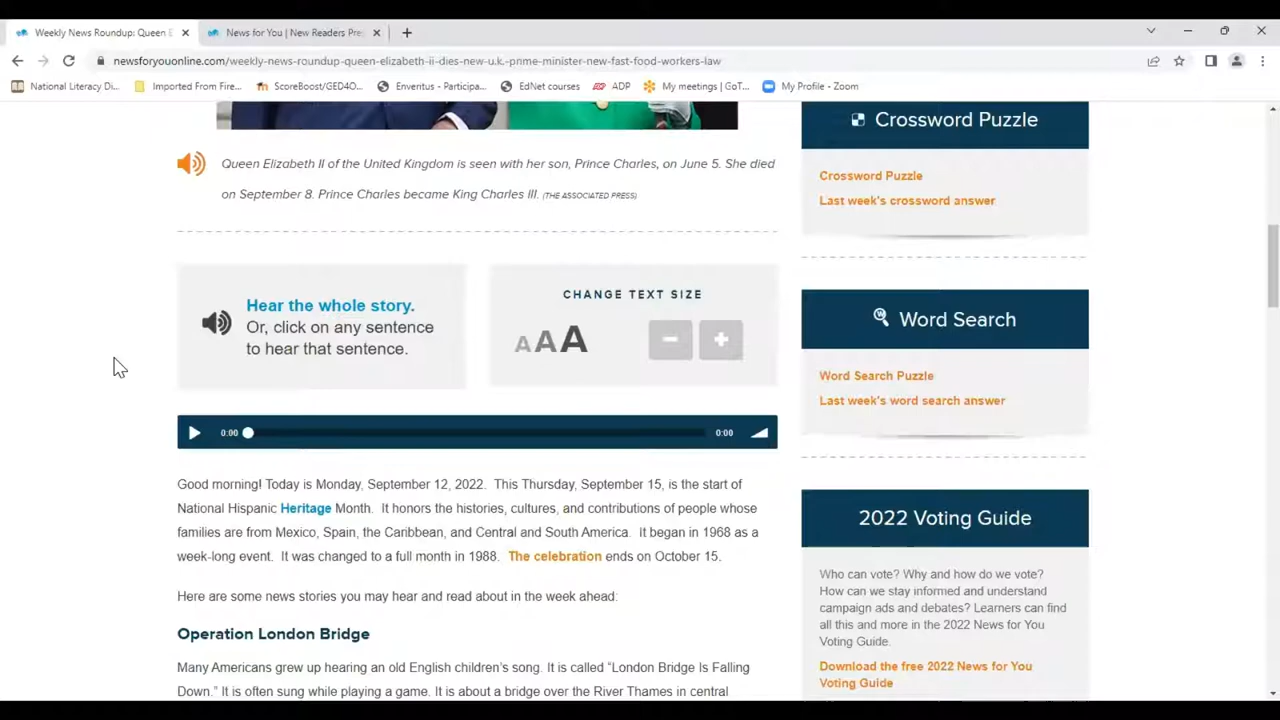 Weekly News Roundup: Queen E
News for You | New Readers Pre
newsforyouonline.com/weekly-news-roundup-queen-elizabeth-ii-dies-new-u.k.-prime-minister-new-fast-food-workers-law
National Literacy Di...
Imported From Fire...
ScoreBoost/GED4O...
Enveritus - Participa...
EdNet courses
ADP
My meetings | GoT...
My Profile - Zoom
Queen Elizabeth II of the United Kingdom is seen with her son, Prince Charles, on June 5. She died
on September 8. Prince Charles became King Charles III. (THE ASSOCIATED PRESS)
Hear the whole story.
Or, click on any sentence
to hear that sentence.
CHANGE TEXT SIZE
A A A
0:00
0:00
Good morning! Today is Monday, September 12, 2022. This Thursday, September 15, is the start of
National Hispanic Heritage Month. It honors the histories, cultures, and contributions of people whose
families are from Mexico, Spain, the Caribbean, and Central and South America. It began in 1968 as a
week-long event. It was changed to a full month in 1988. The celebration ends on October 15.
Here are some news stories you may hear and read about in the week ahead:
Operation London Bridge
Many Americans grew up hearing an old English children's song. It is called “London Bridge Is Falling
Down.” It is often sung while playing a game. It is about a bridge over the River Thames in central
Crossword Puzzle
Crossword Puzzle
Last week's crossword answer
Word Search
Word Search Puzzle
Last week's word search answer
2022 Voting Guide
Who can vote? Why and how do we vote?
How can we stay informed and understand
campaign ads and debates? Learners can find
all this and more in the 2022 News for You
Voting Guide.
Download the free 2022 News for You
Voting Guide